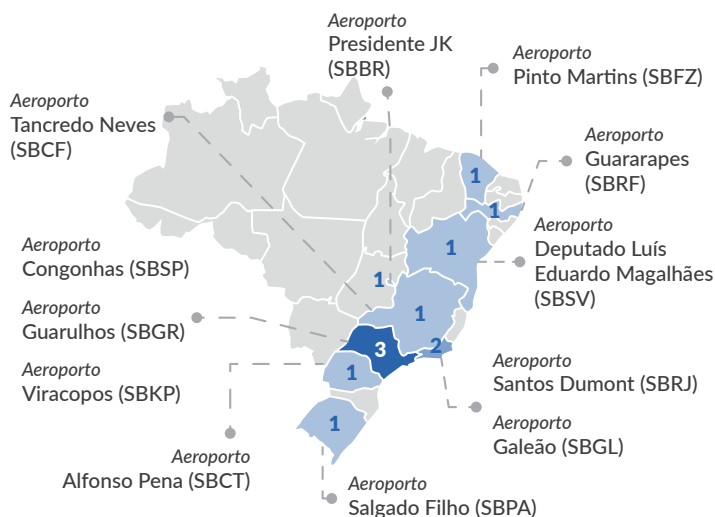 Aeroporto
Presidente JK
(SBBR)
Aeroporto
Pinto Martins (SBFZ)
Aeroporto
Tancredo Neves
(SBCF)
Aeroporto
Guararapes
(SBRF)
1
1
Aeroporto
Deputado Luís
Eduardo Magalhães
(SBSV)
1
Aeroporto
Congonhas (SBSP)
1
1
Aeroporto
Guarulhos (SBGR)
3
2
Aeroporto
Viracopos (SBKP)
1
Aeroporto
Santos Dumont (SBRJ)
Aeroporto
Galeão (SBGL)
1
Aeroporto
Alfonso Pena (SBCT)
Aeroporto
Salgado Filho (SBPA)